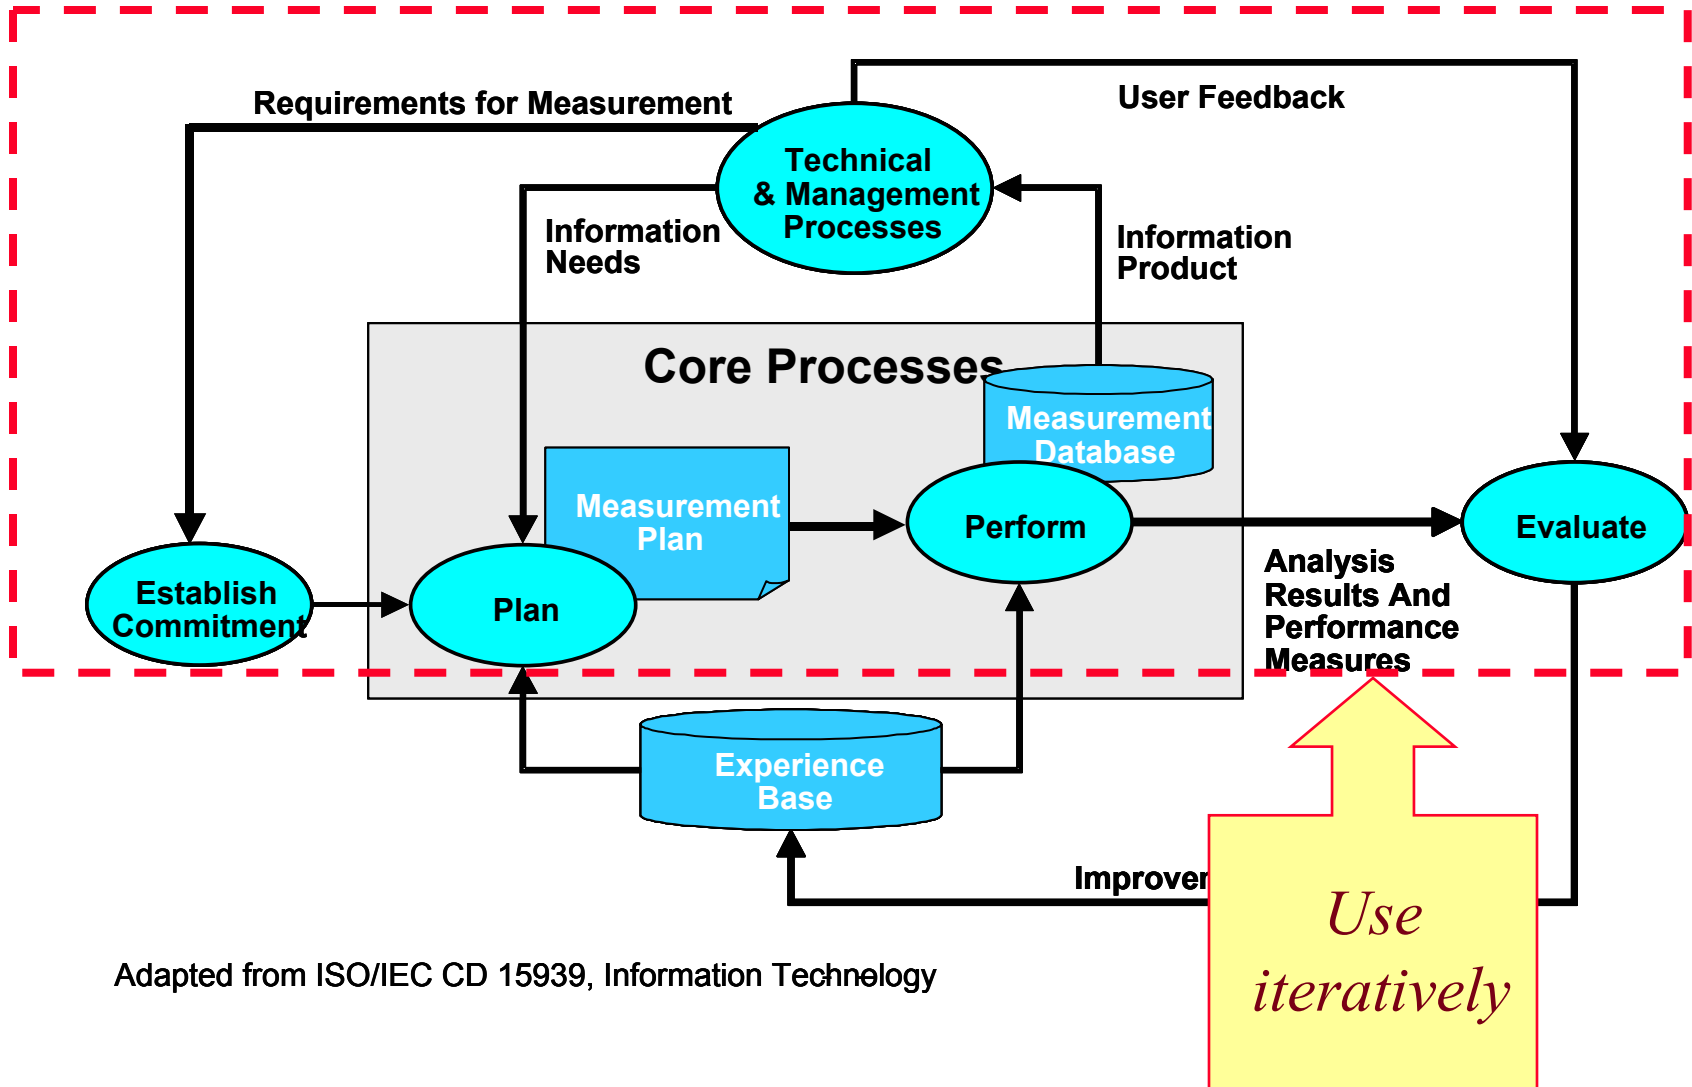 Requirements for Measurement
User Feedback
Technical
& Management
Processes
Information
Needs
Information
Product
Core Processes
Measurement
Database
Measurement
Plan
Perform
Evaluate
Establish
Commitment
Plan
Analysis
Results And
Performance
Measures
Experience
Base
Improver
Use
iteratively
Adapted from ISO/IEC CD 15939, Information Technology